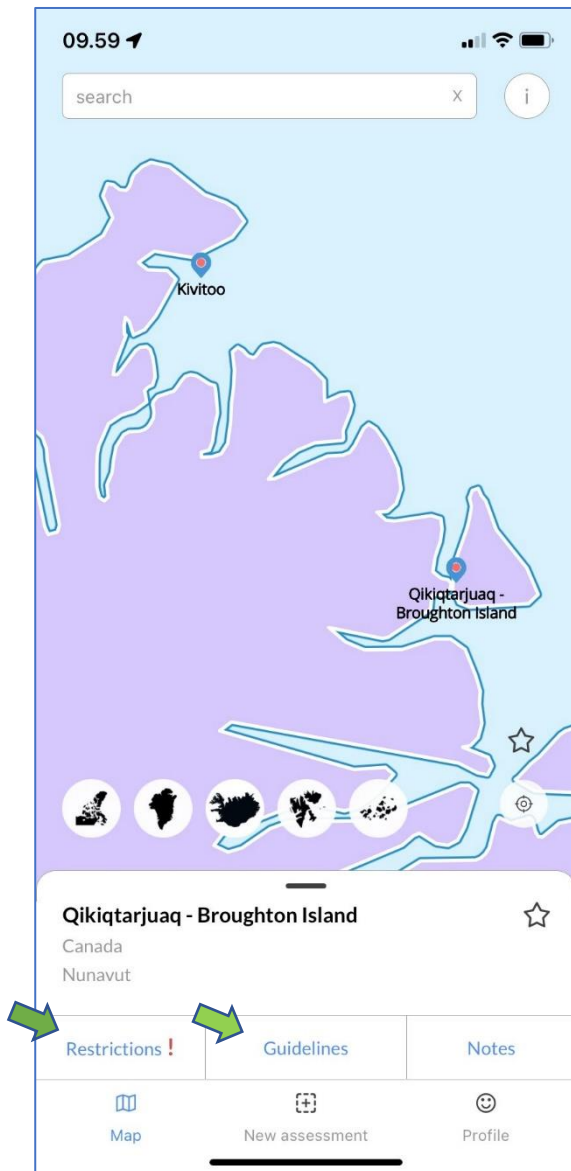 09.59
search X i
Kivitoo
Qikiqtarjuaq -
Broughton Island
Qikiqtarjuaq - Broughton Island
Canada
Nunavut
Restrictions ! Guidelines Notes
Map New assessment Profile